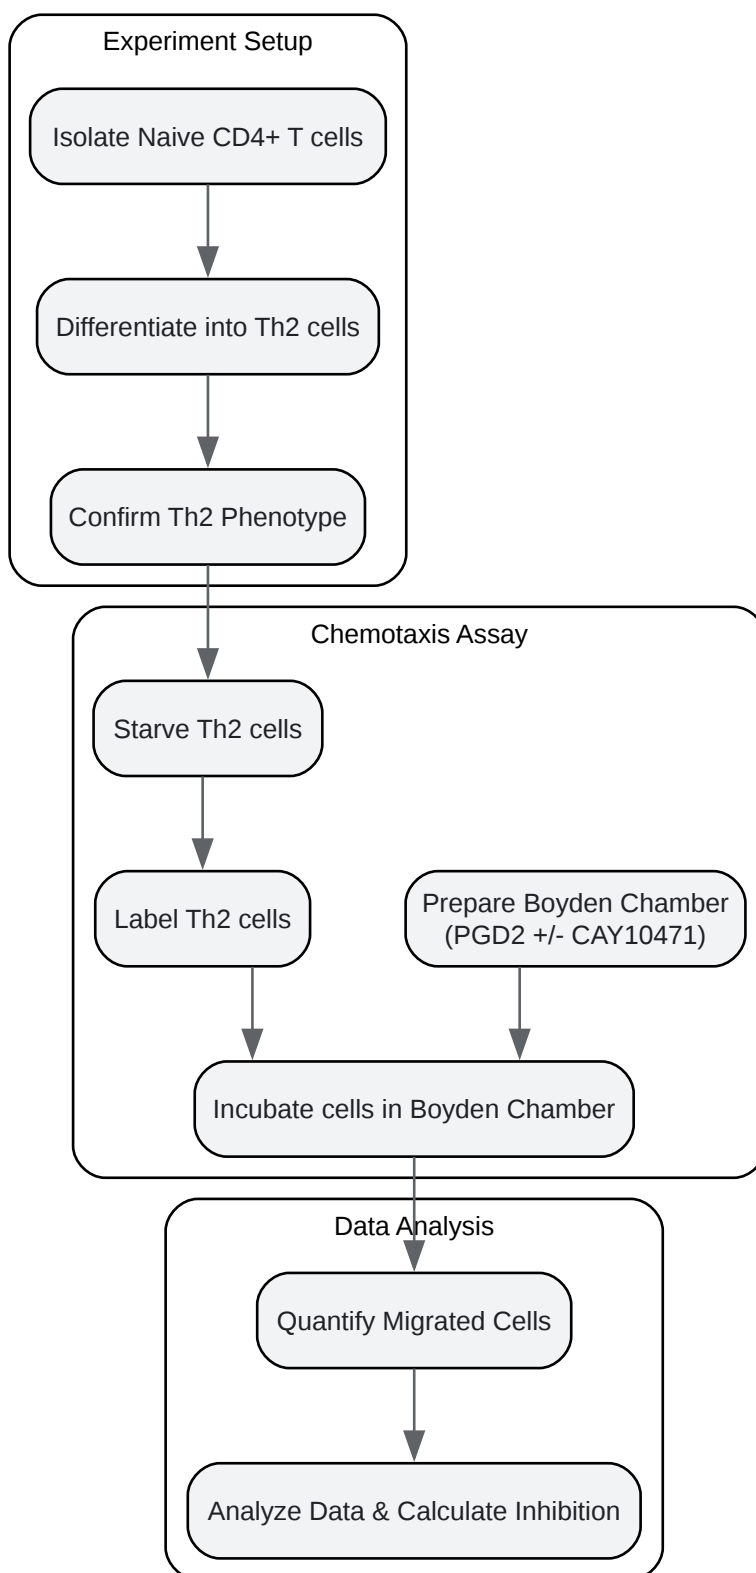 Experiment Setup
Isolate Naive CD4+ T cells
Differentiate into Th2 cells
Confirm Th2 Phenotype
Chemotaxis Assay
Starve Th2 cells
Label Th2 cells
Prepare Boyden Chamber
(PGD2 +/- CAY10471)
Incubate cells in Boyden Chamber
Data Analysis
Quantify Migrated Cells
Analyze Data & Calculate Inhibition